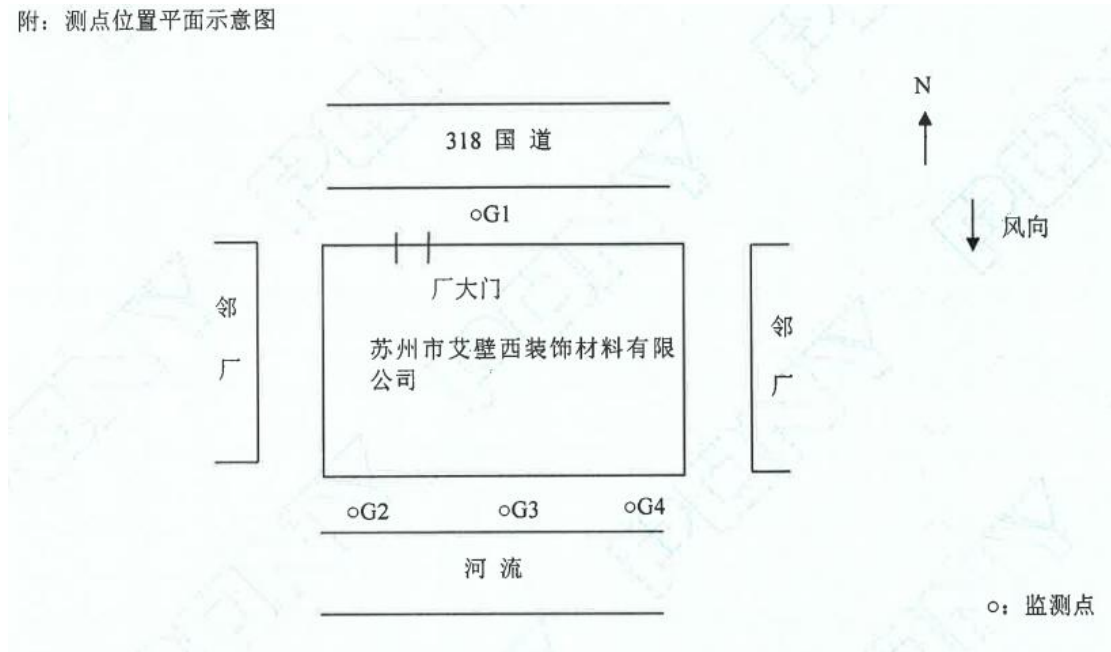 附：测点位置平面示意图
N
318 国 道
○G1
风向
厂大门
邻
厂
苏州市艾壁西装饰材料有限
公司
邻
厂
○G2
○G3
○G4
河 流
○：监测点